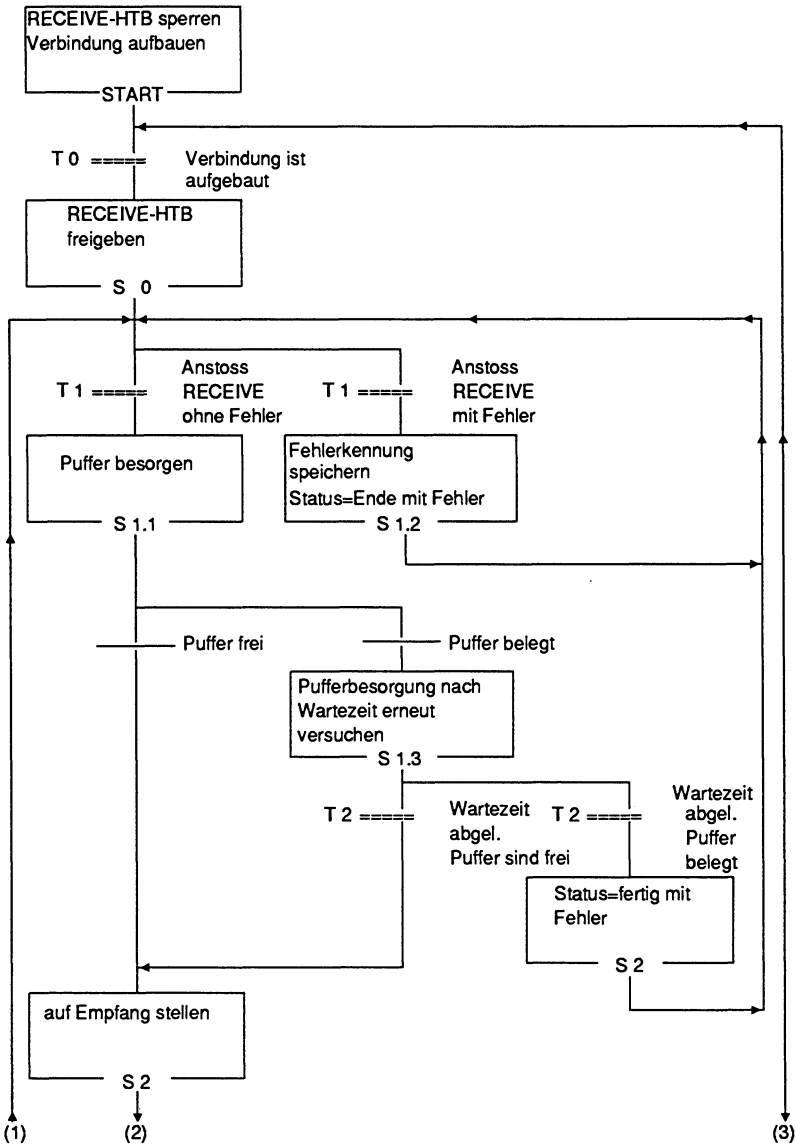 RECEIVE-HTB sperren
Verbindung aufbauen
START
T 0 =====
Verbindung ist
aufgebaut
RECEIVE-HTB
freigeben
S 0
T 1 =====
Anstoss
RECEIVE
ohne Fehler
T 1 =====
Anstoss
RECEIVE
mit Fehler
Puffer besorgen
S 1.1
Fehlerkennung
speichern
Status=Ende mit Fehler
S 1.2
Puffer frei
Puffer belegt
Pufferbesorgung nach
Wartezeit erneut
versuchen
S 1.3
T 2 =====
Wartezeit
abgel.
Puffer sind frei
T 2 =====
Wartezeit
abgel.
Puffer
belegt
Status=fertig mit
Fehler
S 2
auf Empfang stellen
S 2
(1)
(2)
(3)